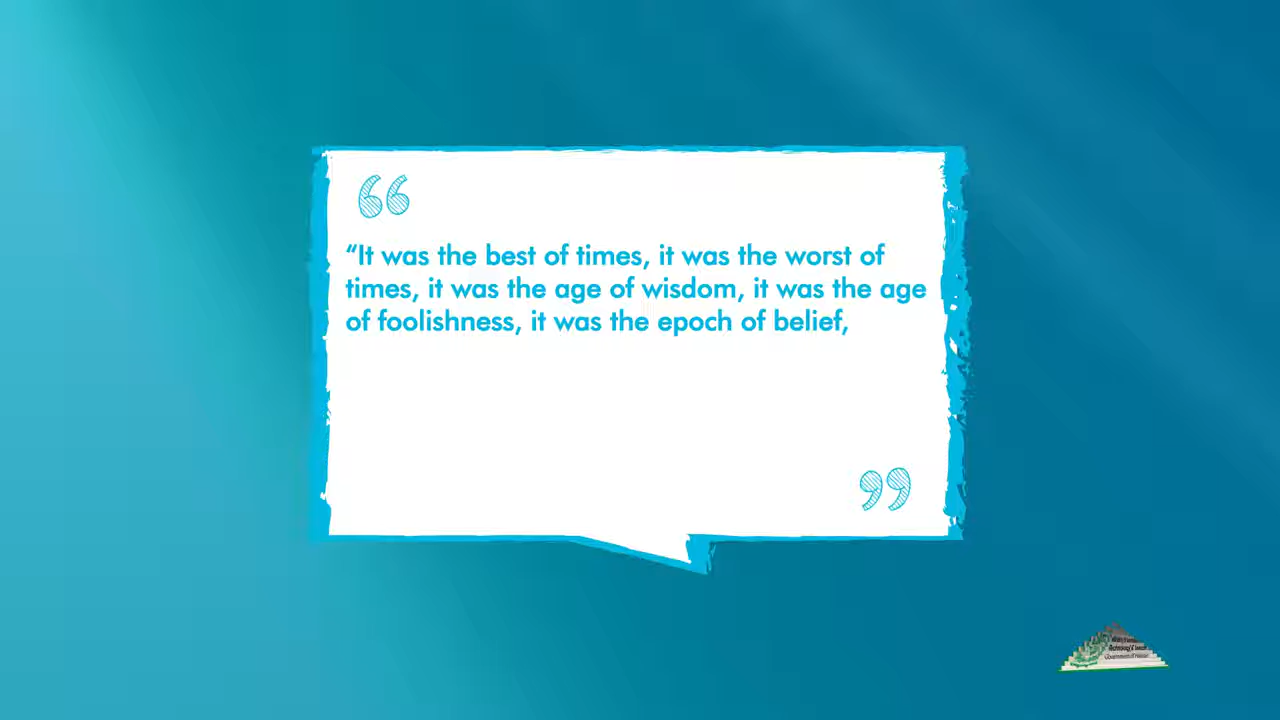 “It was the best of times, it was the worst of
times, it was the age of wisdom, it was the age
of foolishness, it was the epoch of belief,